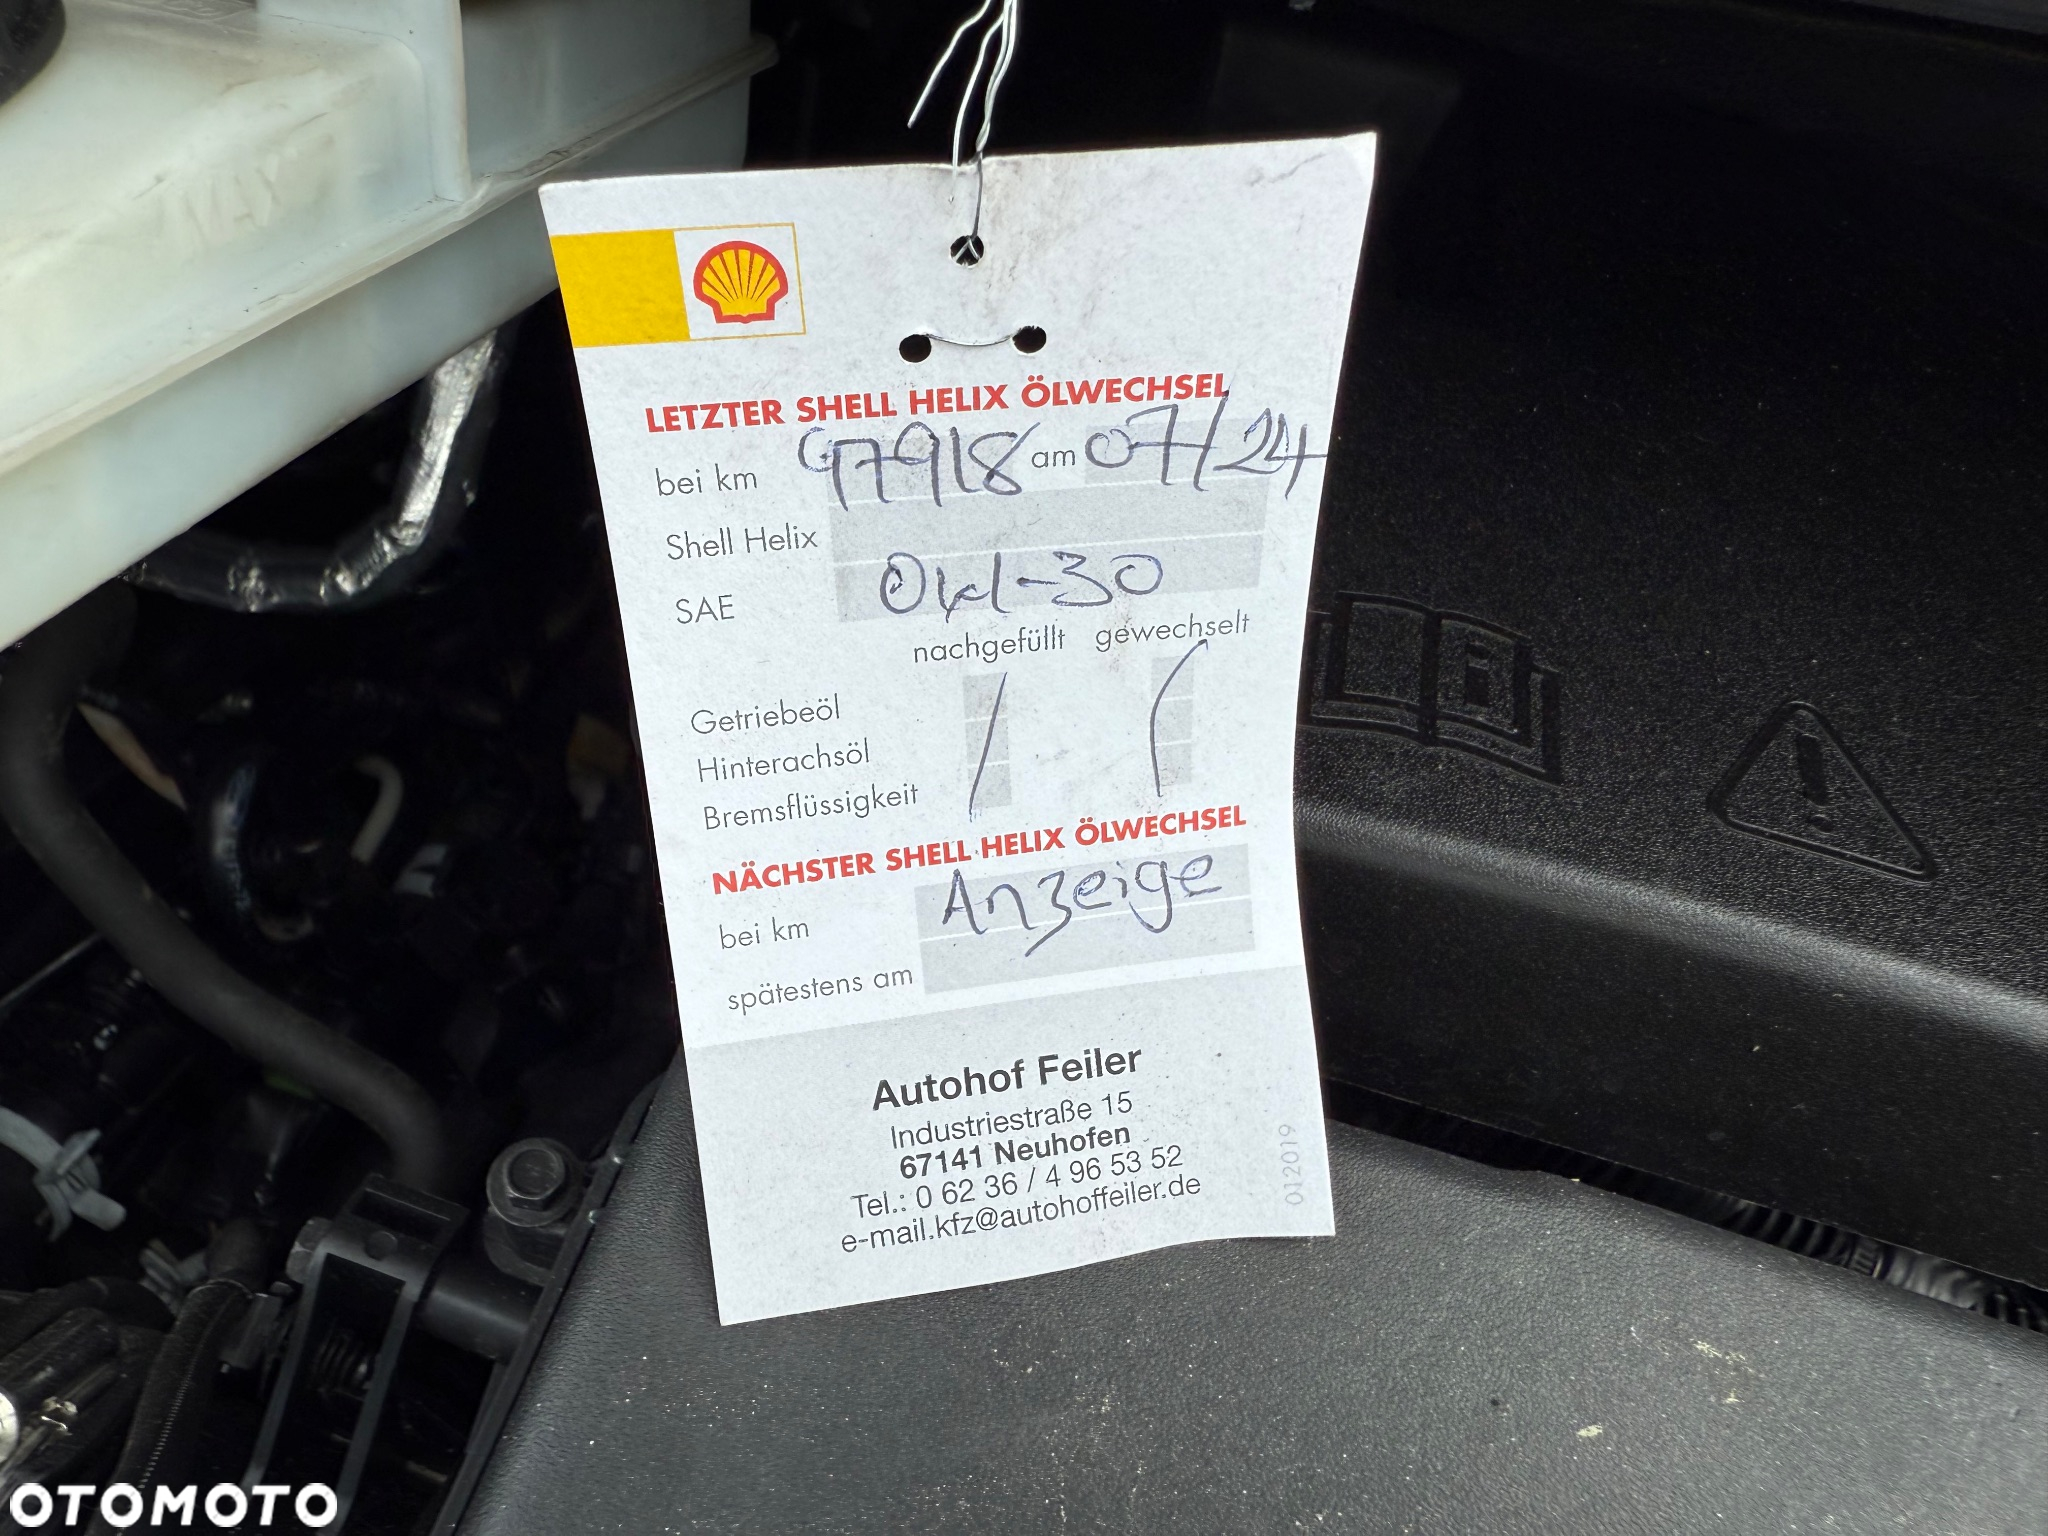 MAX
LETZTER SHELL HELIX ÖLWECHSEL
bei km 97918 am 07/24
Shell Helix
SAE 0W-30
nachgefüllt gewechselt
Getriebeöl
Hinterachsöl
Bremsflüssigkeit
NÄCHSTER SHELL HELIX ÖLWECHSEL
bei km Anzeige
spätestens am
Autohof Feiler
Industriestraße 15
67141 Neuhofen
Tel.: 0 62 36 / 4 96 53 52
e-mail.kfz@autohoffeiler.de
012019
OTOMOTO